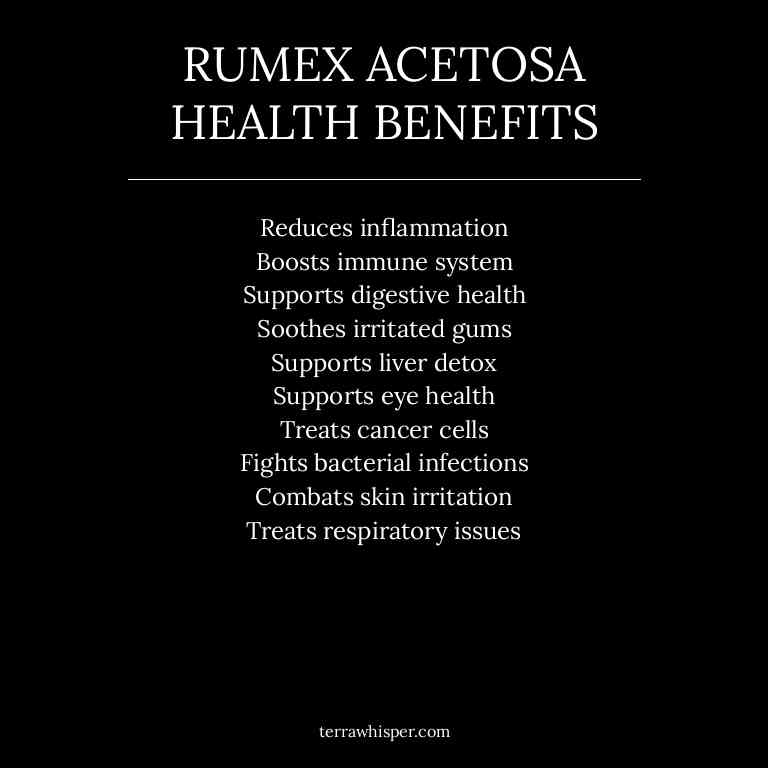 RUMEX ACETOSA
HEALTH BENEFITS
Reduces inflammation
Boosts immune system
Supports digestive health
Soothes irritated gums
Supports liver detox
Supports eye health
Treats cancer cells
Fights bacterial infections
Combats skin irritation
Treats respiratory issues
terrawhisper.com